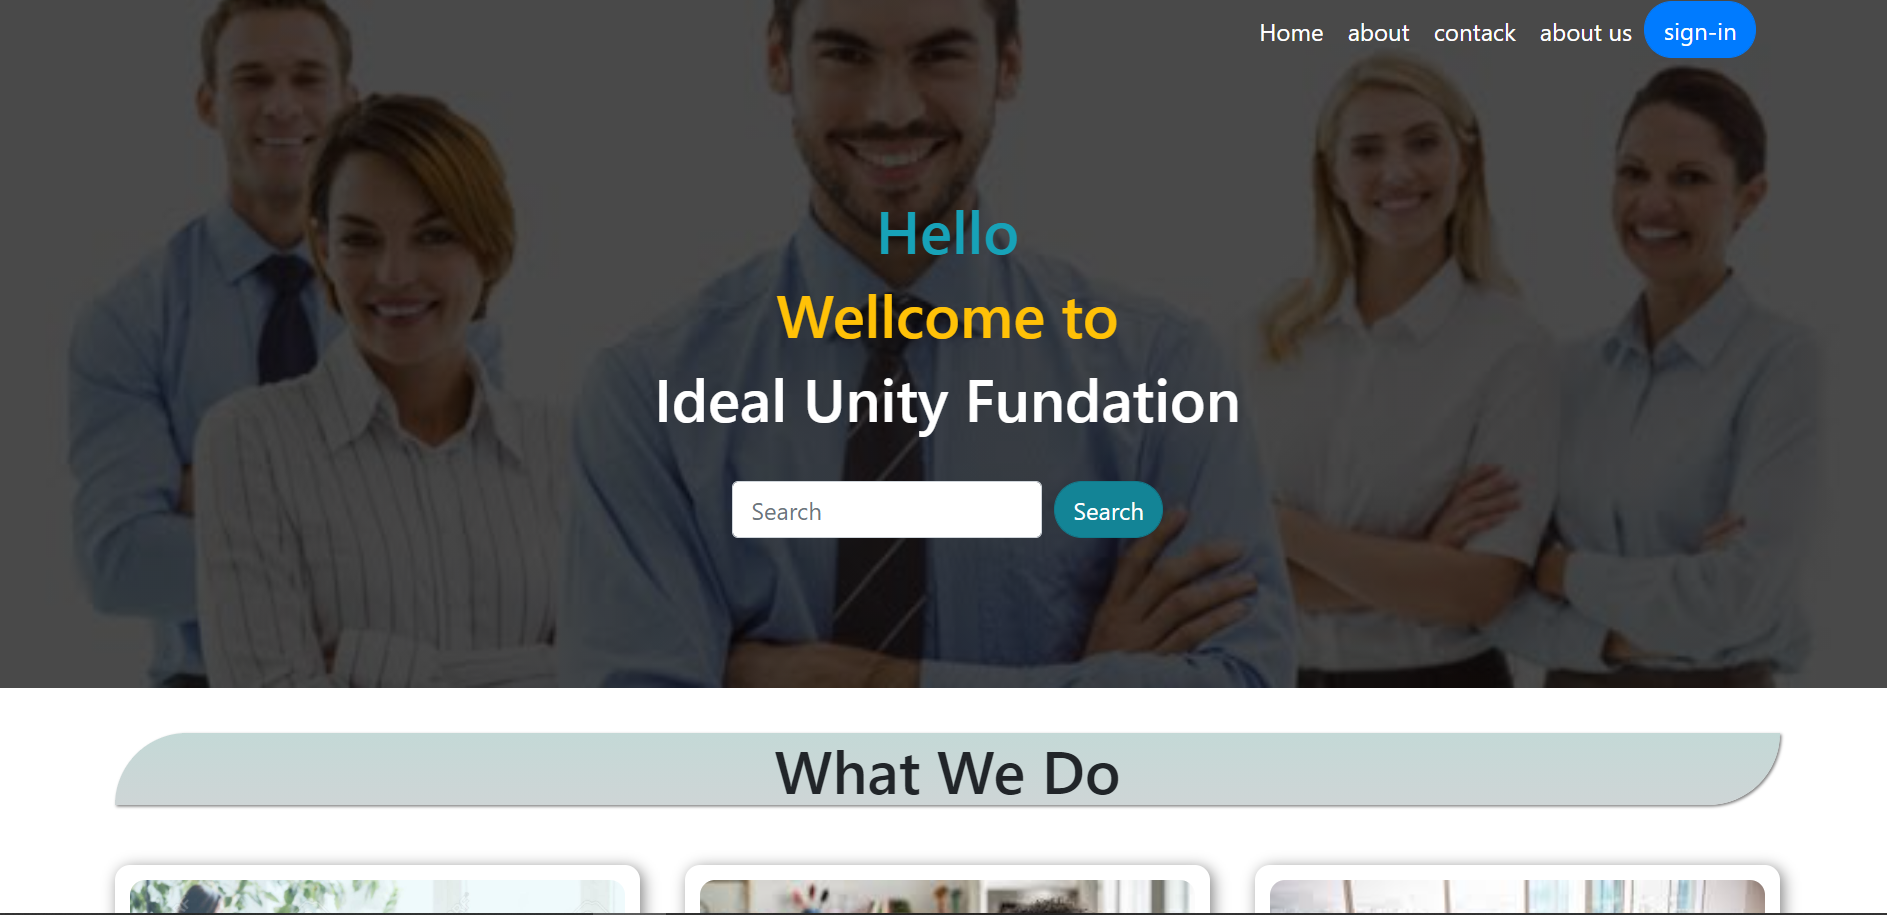 Home about contack about us sign-in
Hello
Wellcome to
Ideal Unity Fundation
Search Search
What We Do